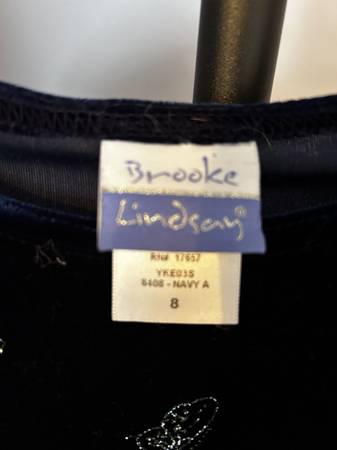 Brooke
Lindsay®
RN# 17657
YKE03S
6408 - NAVY A
8